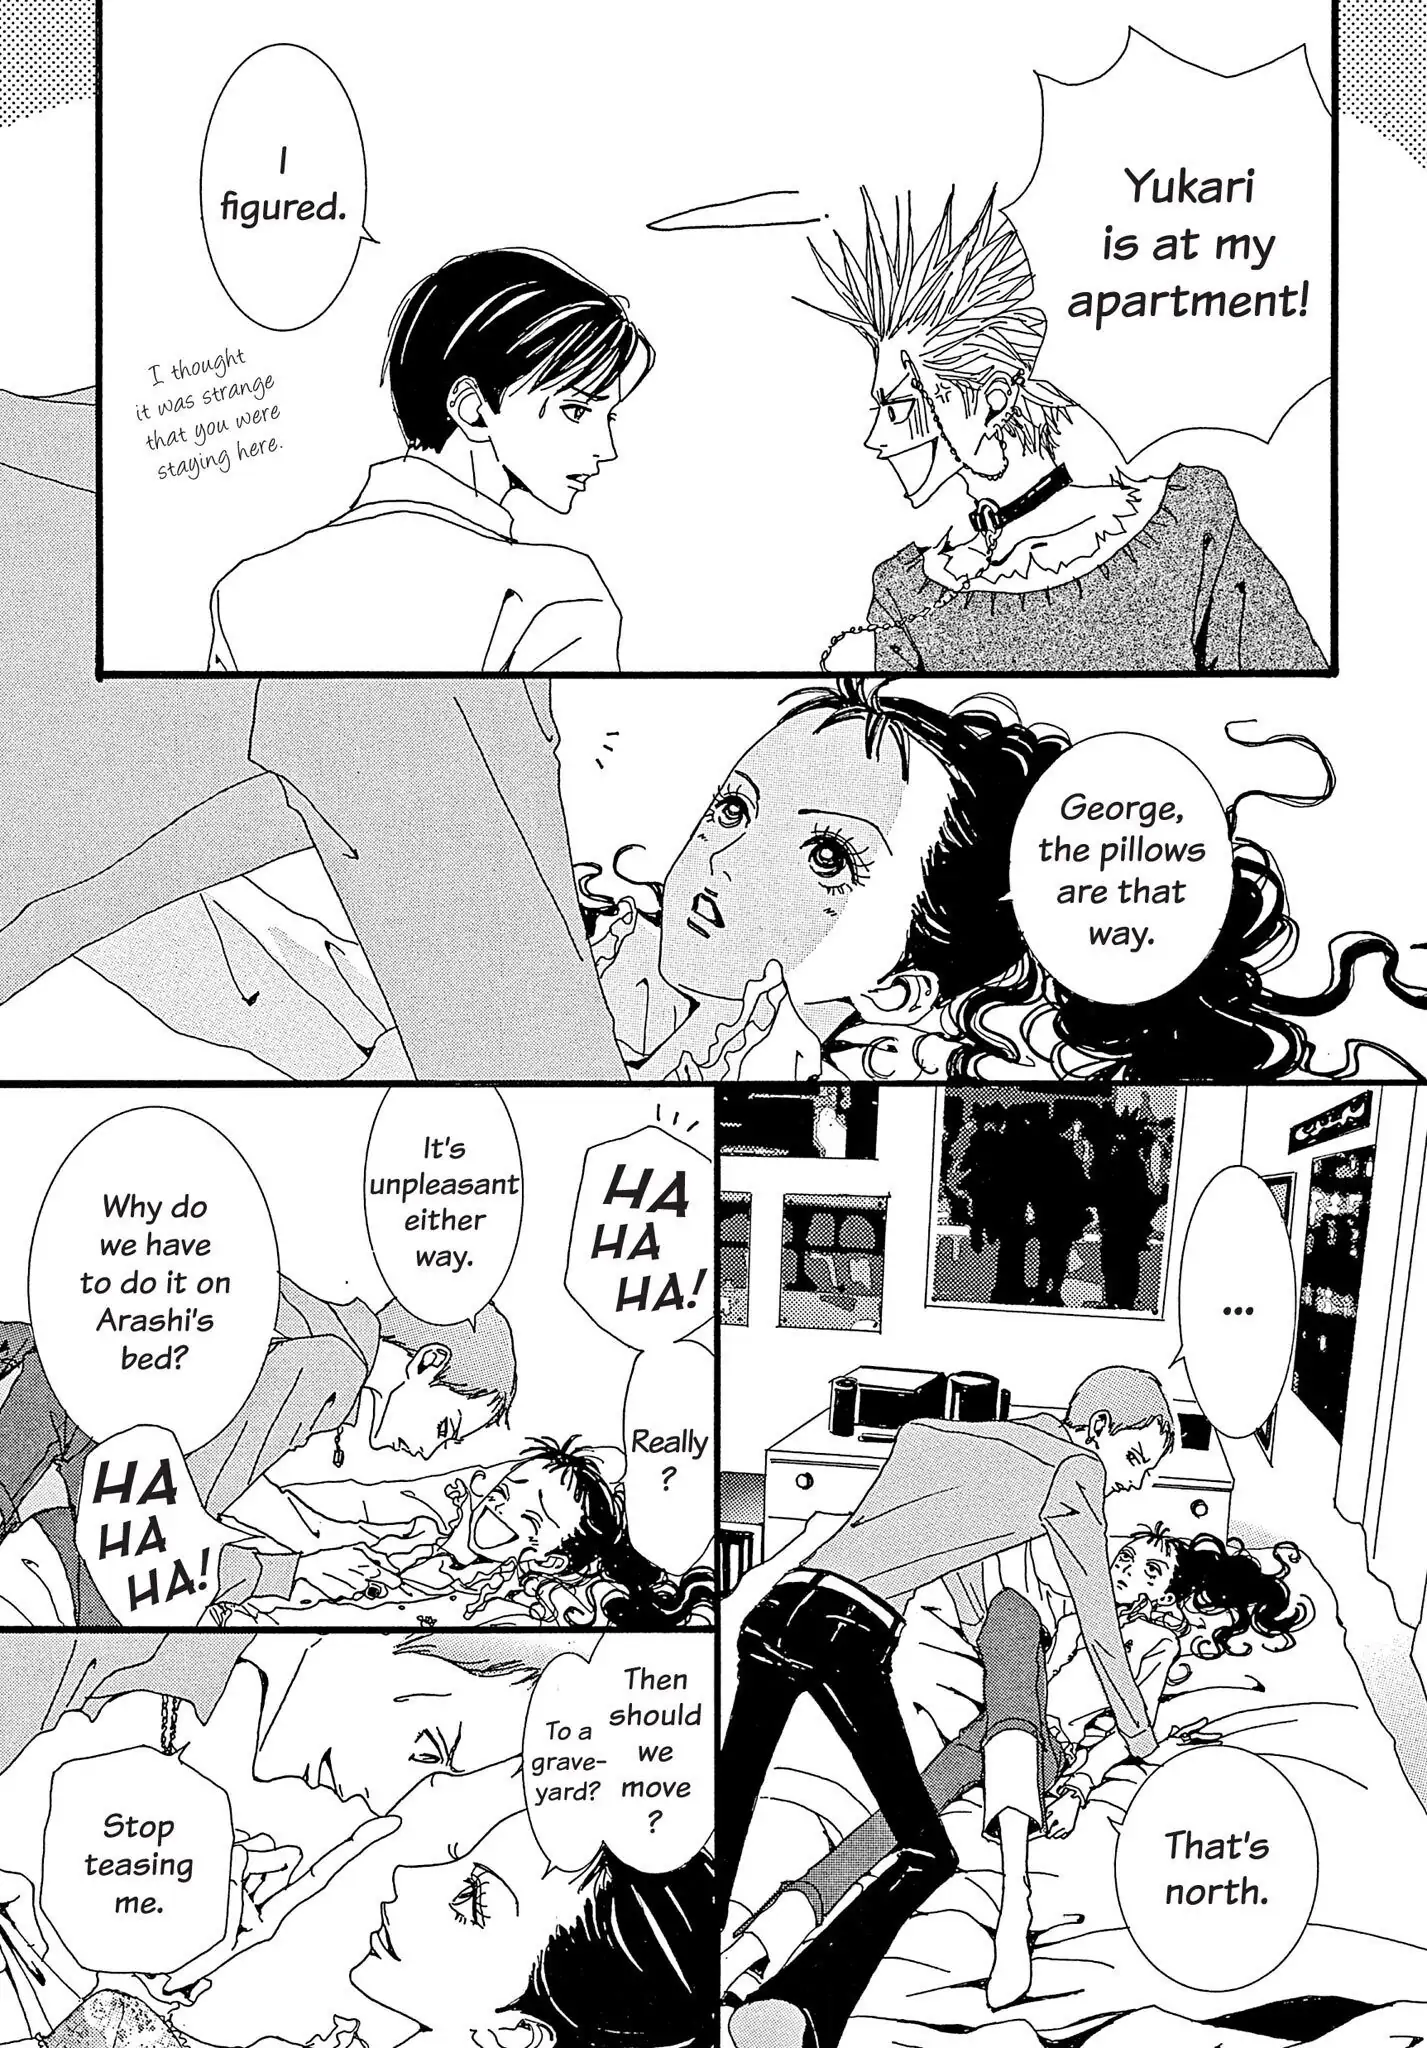 Yukari
is at my
apartment!
I
figured.
I thought
it was strange
that you were
staying here.
George,
the pillows
are that
way.
...
That's
north.
HA
HA
HA!
Really
?
It's
unpleasant
either
way.
Why do
we have
to do it on
Arashi's
bed?
HA
HA
HA!
Then
should
we
move
?
To a
grave-
yard?
Stop
teasing
me.